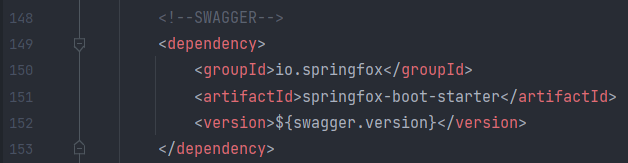 148 <!--SWAGGER-->
149 <dependency>
150 <groupId>io.springfox</groupId>
151 <artifactId>springfox-boot-starter</artifactId>
152 <version>${swagger.version}</version>
153 </dependency>